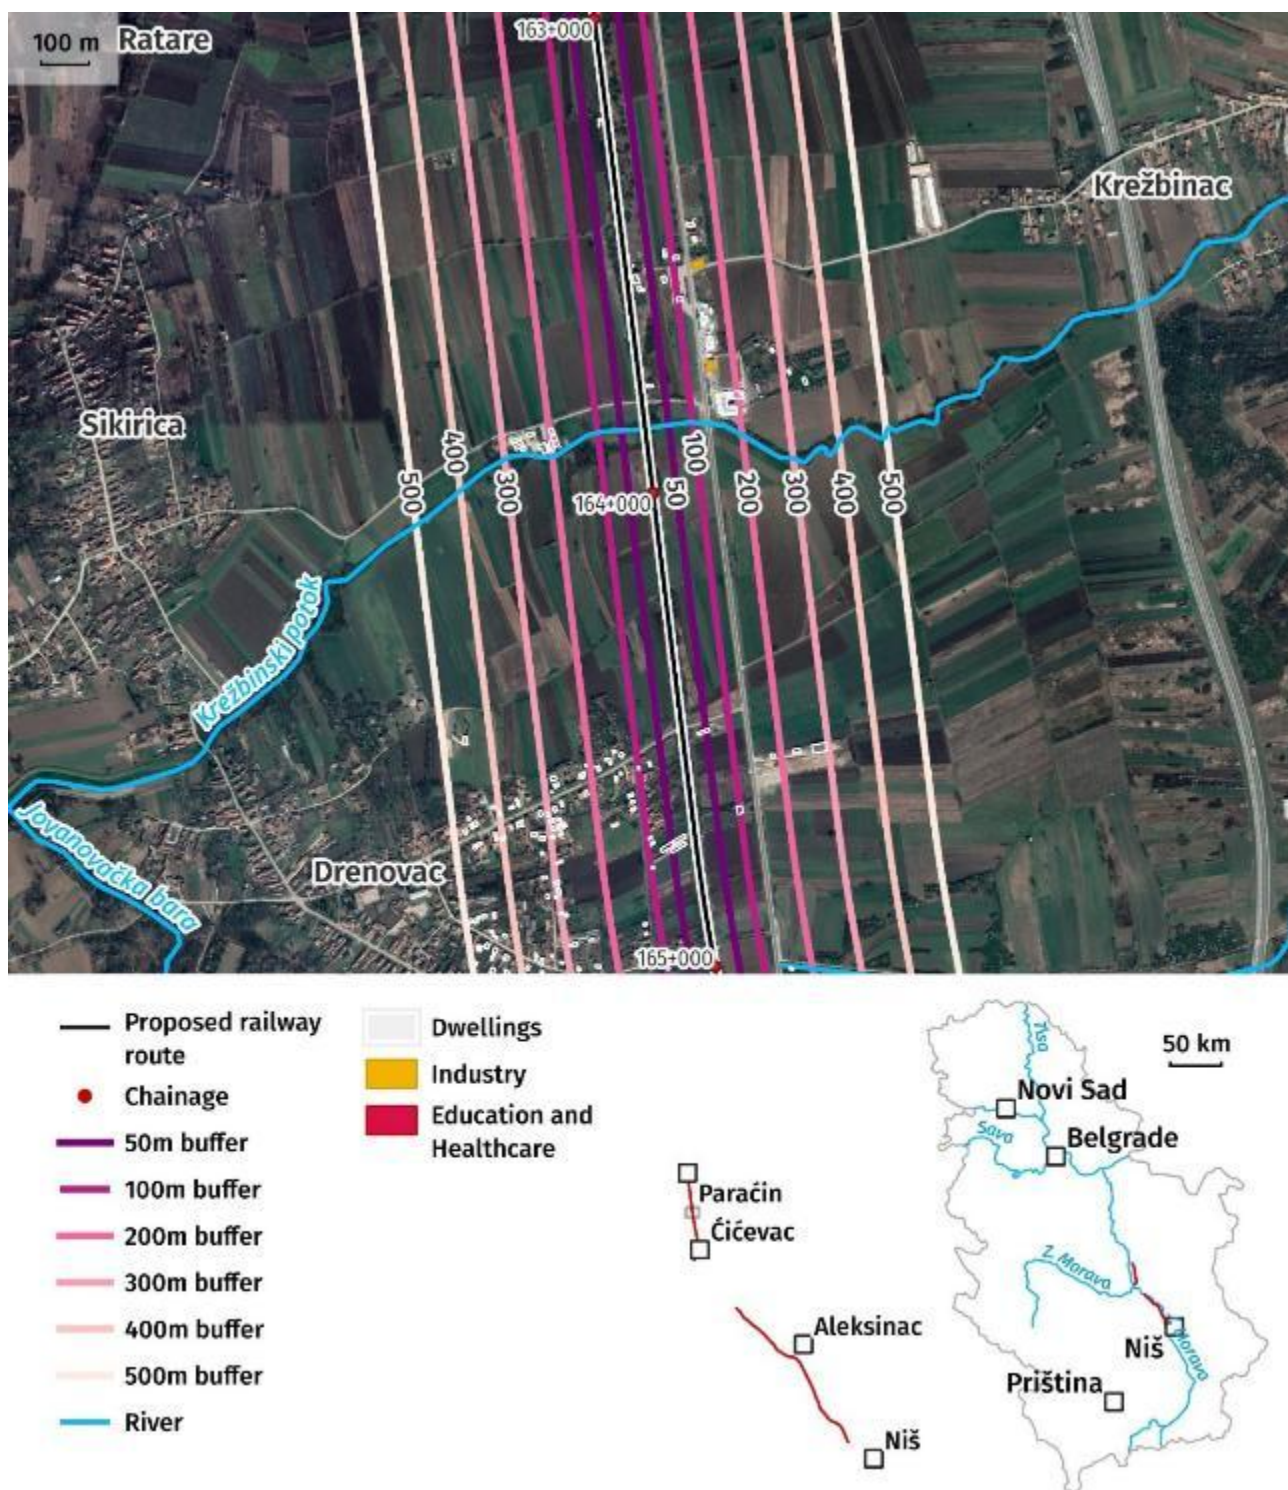 163+000
100 m
Ratare
Krežbinac
Sikirica
400
100
500
300
164+000
50
200
300
400
500
Krežbinski potok
Jovanovačka bara
Drenovac
165+000
Proposed railway
route
Chainage
50m buffer
100m buffer
200m buffer
300m buffer
400m buffer
500m buffer
River
Dwellings
Industry
Education and
Healthcare
Paraćin
Ćićevac
Aleksinac
Niš
50 km
Tisa
Novi Sad
Sava
Belgrade
Z. Morava
Niš
J. Morava
Priština